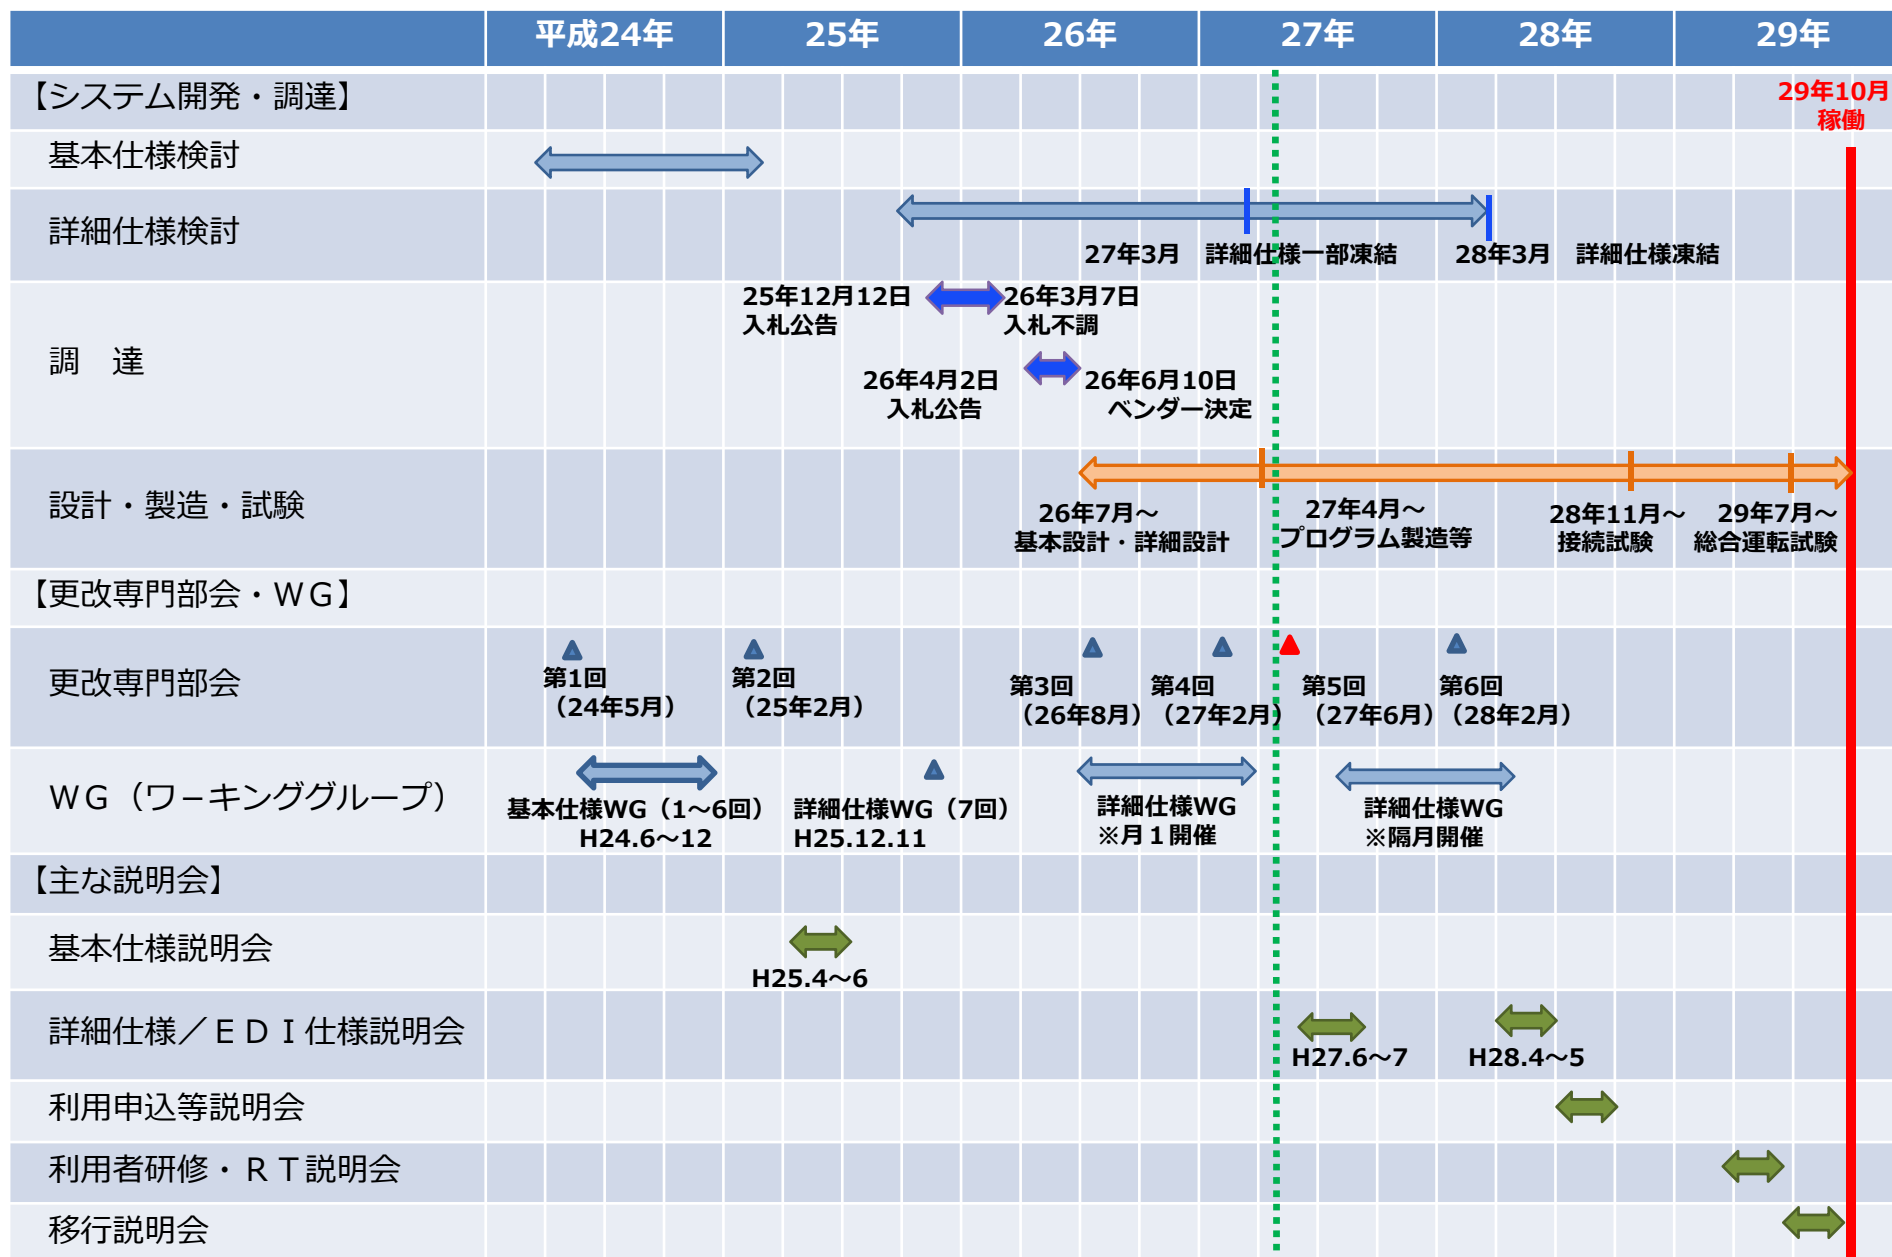 平成24年 25年 26年 27年 28年 29年
【システム開発・調達】
29年10月
稼働
基本仕様検討
詳細仕様検討
27年3月　詳細仕様一部凍結
28年3月　詳細仕様凍結
調　達
25年12月12日
入札公告
26年3月7日
入札不調
26年4月2日
入札公告
26年6月10日
ベンダー決定
設計・製造・試験
26年7月～
基本設計・詳細設計
27年4月～
プログラム製造等
28年11月～
接続試験
29年7月～
総合運転試験
【更改専門部会・ＷＧ】
更改専門部会
第1回
（24年5月）
第2回
（25年2月）
第3回
（26年8月）
第4回
（27年2月）
第5回
（27年6月）
第6回
（28年2月）
ＷＧ（ワーキンググループ）
基本仕様WG（1～6回）
H24.6～12
詳細仕様WG（7回）
H25.12.11
詳細仕様WG
※月１開催
詳細仕様WG
※隔月開催
【主な説明会】
基本仕様説明会
H25.4～6
詳細仕様／ＥＤＩ仕様説明会
H27.6～7
H28.4～5
利用申込等説明会
利用者研修・ＲＴ説明会
移行説明会